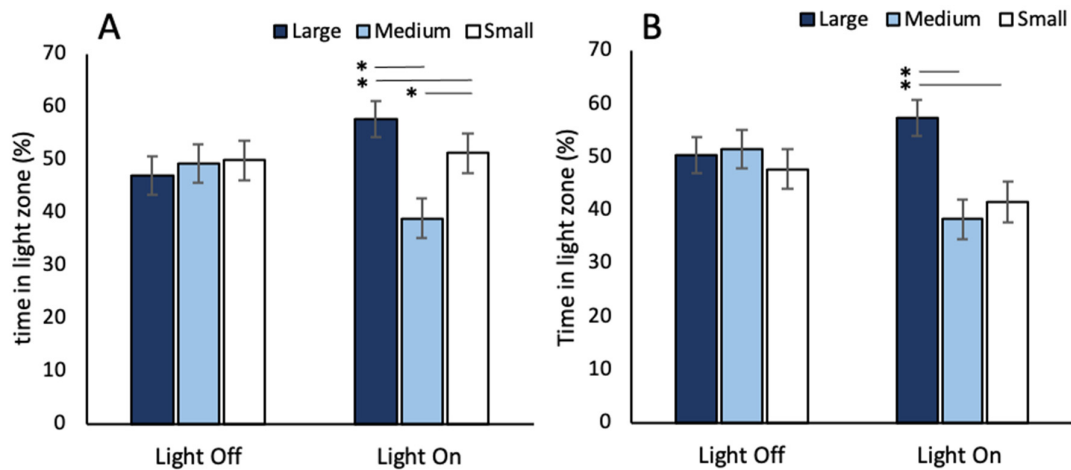 A
Large Medium Small
70
60
50
40
30
20
10
0
time in light zone (%)
* 
*
*
Light Off Light On
B
Large Medium Small
70
60
50
40
30
20
10
0
Time in light zone (%)
*
*
Light Off Light On